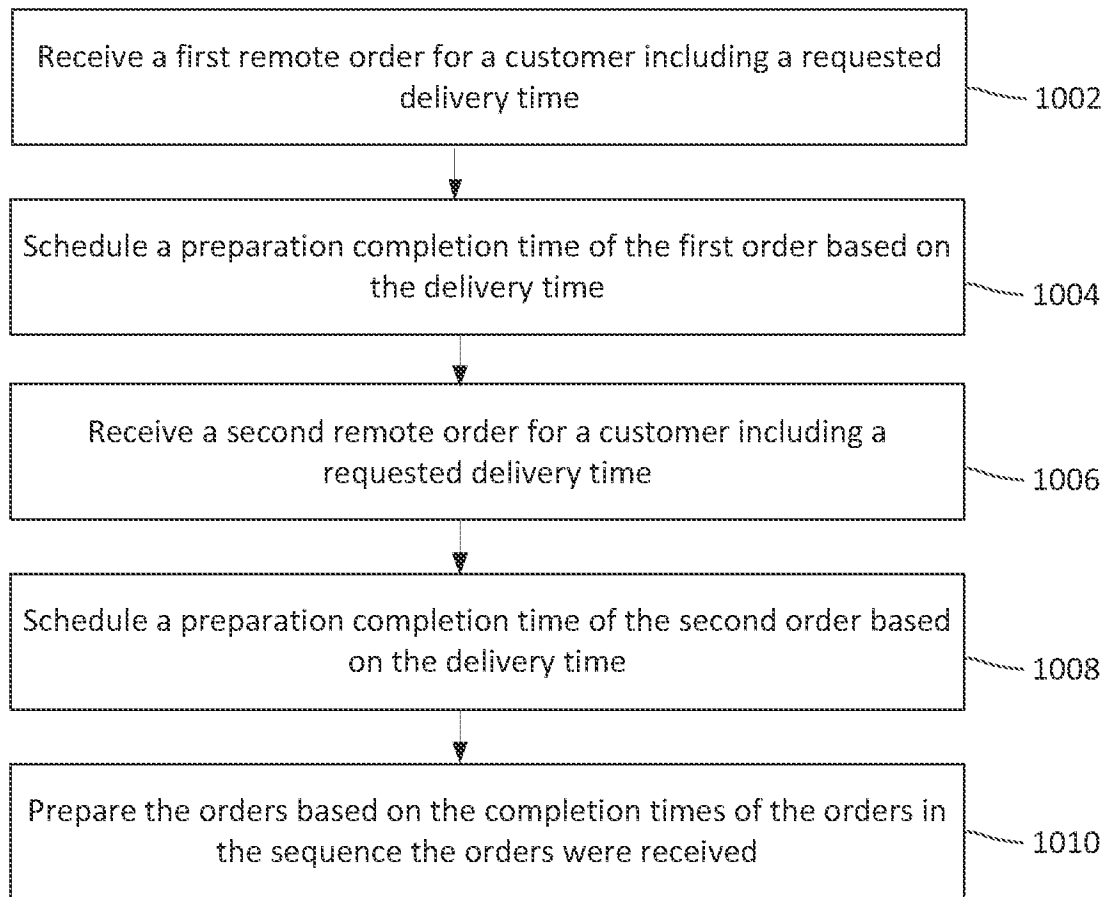 Receive a first remote order for a customer including a requested
delivery time
1002
Schedule a preparation completion time of the first order based on
the delivery time
1004
Receive a second remote order for a customer including a
requested delivery time
1006
Schedule a preparation completion time of the second order based
on the delivery time
1008
Prepare the orders based on the completion times of the orders in
the sequence the orders were received
1010